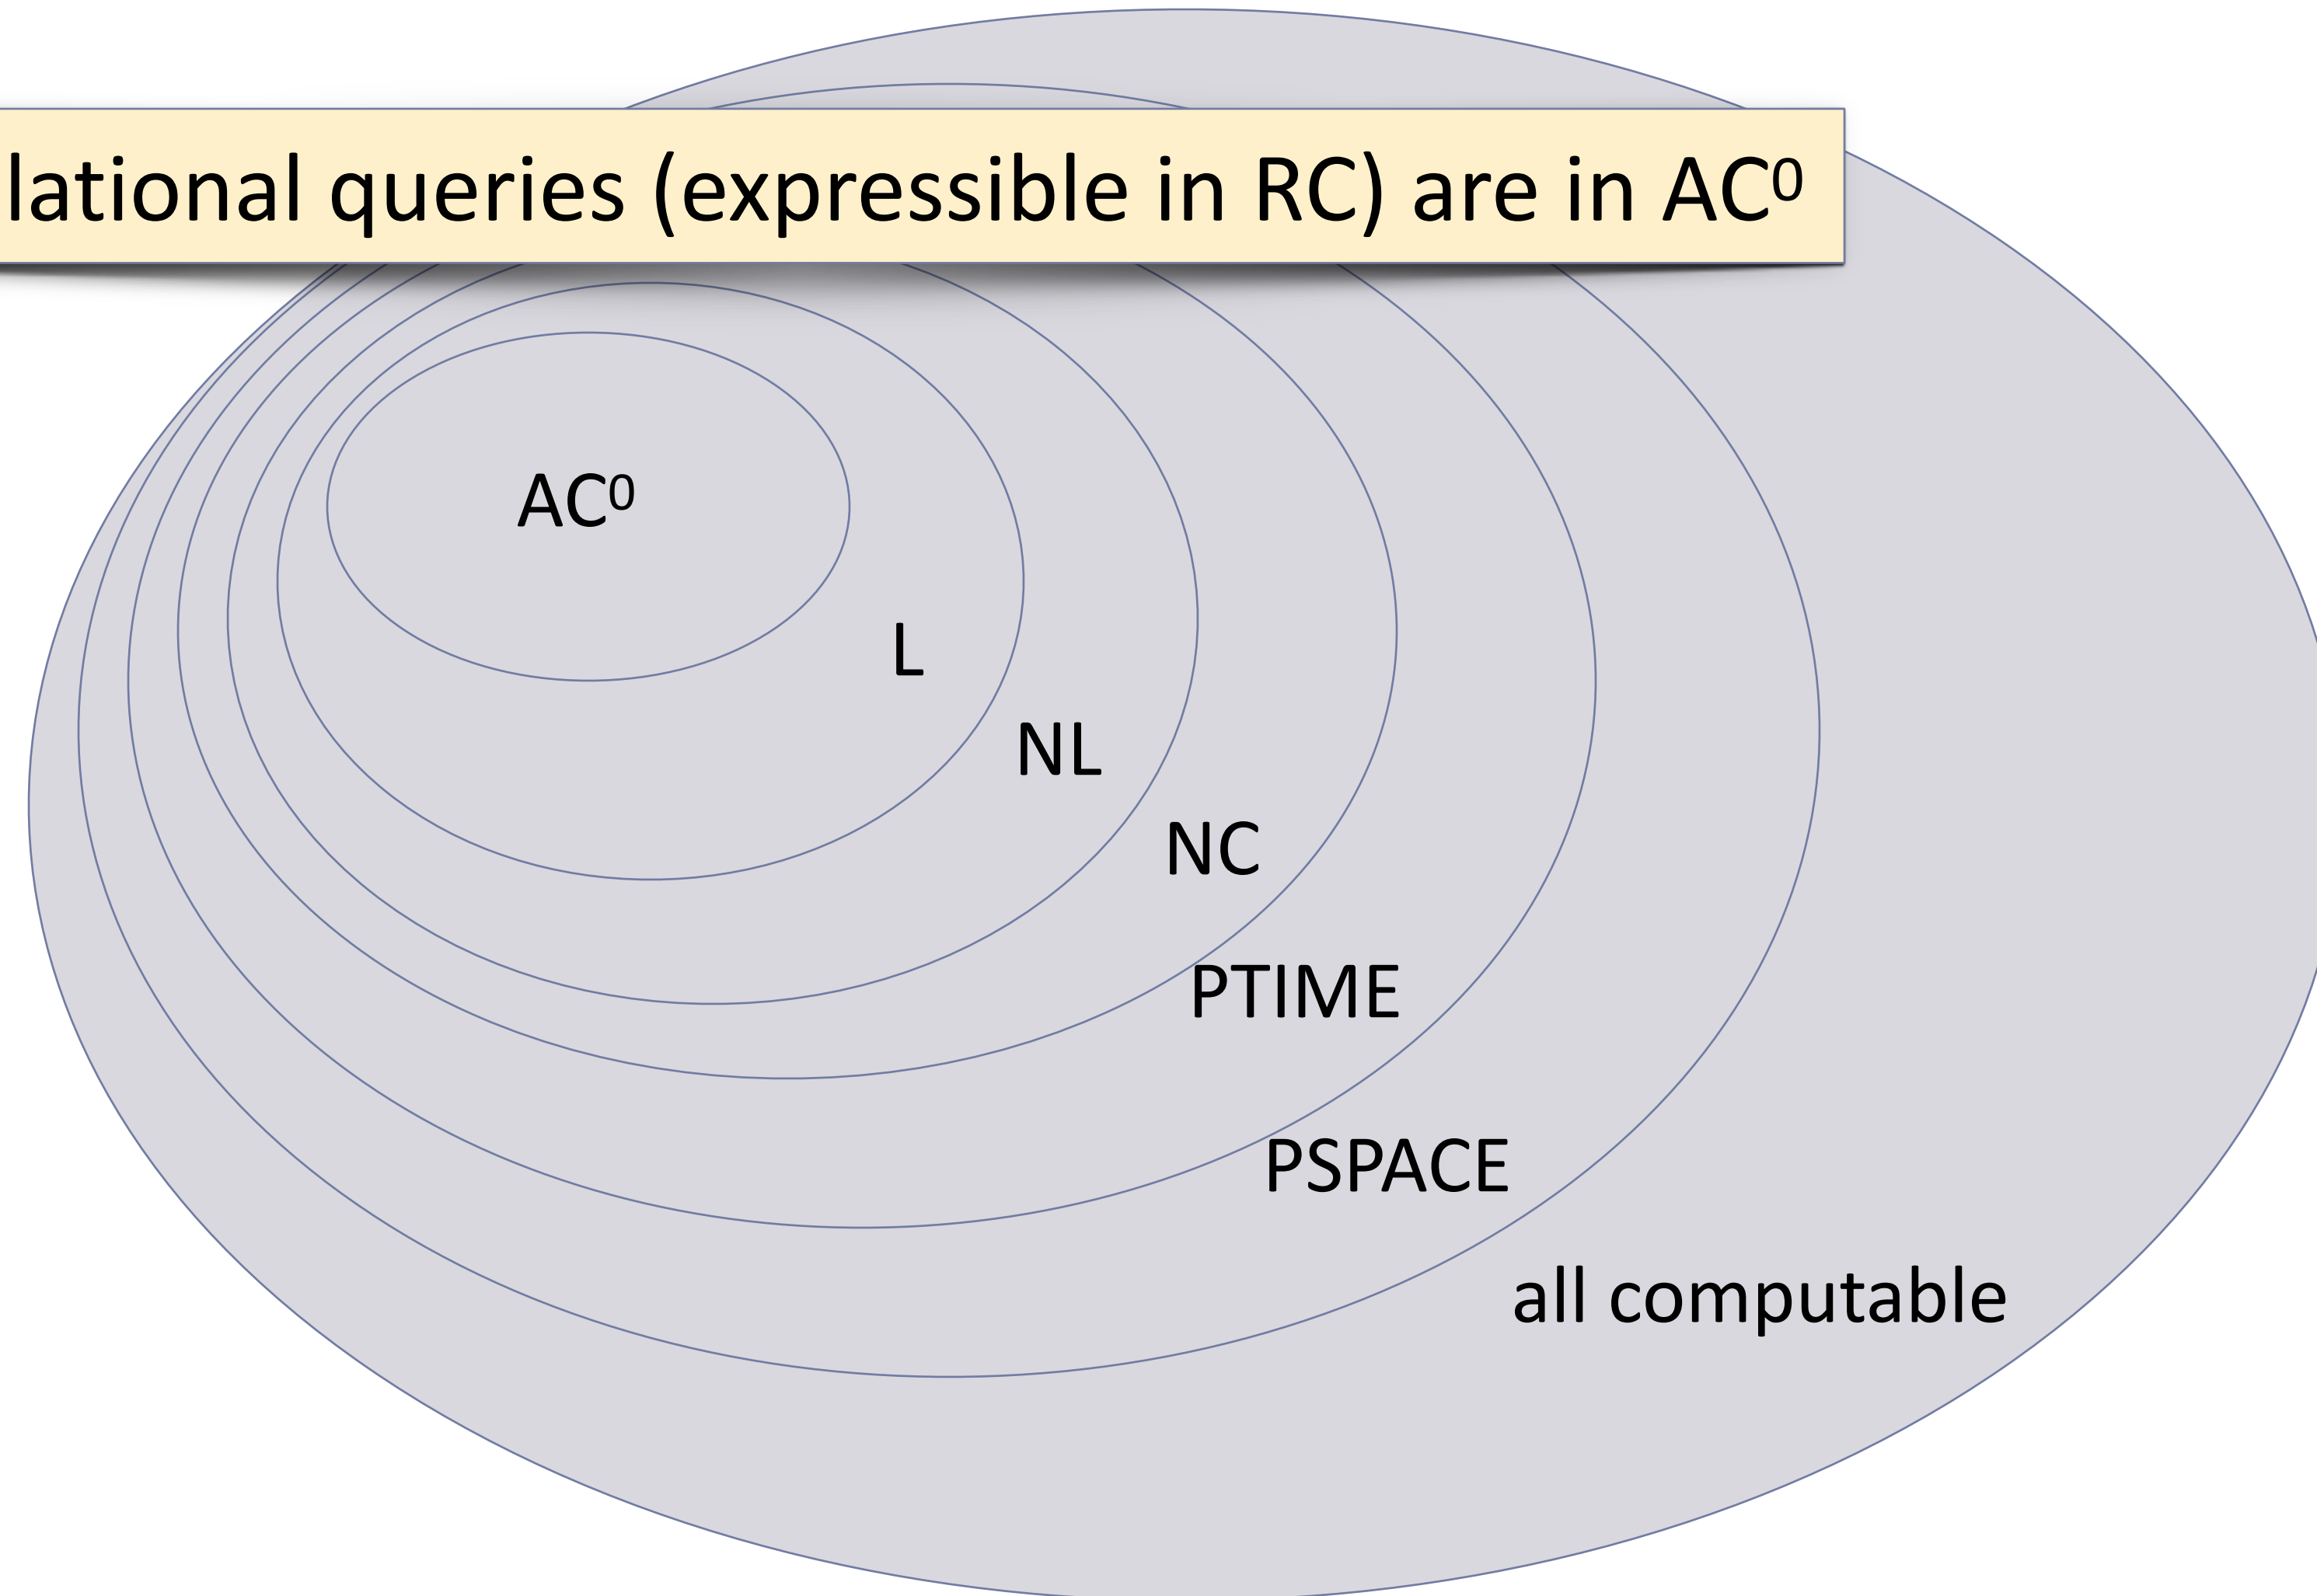 lational queries (expressible in RC) are in AC⁰
AC⁰
L
NL
NC
PTIME
PSPACE
all computable